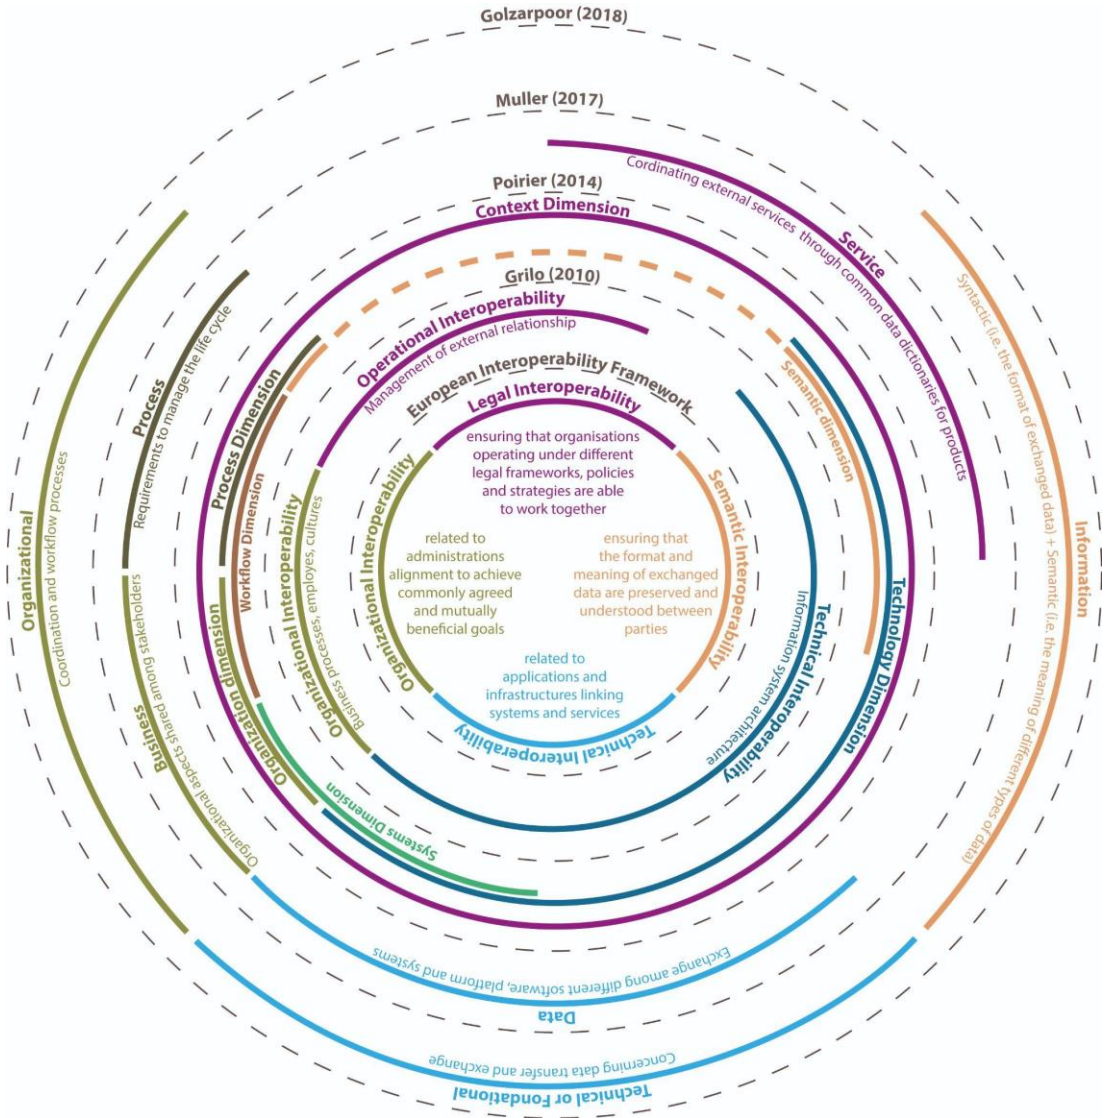 Golzarpoor (2018)
Organizational
Coordination and workflow processes
Information
Syntactic (i.e. the format of exchanged data) + Semantic (i.e. the meaning of different types of data)
Technical or Fondational
Concerning data transfer and exchange
Muller (2017)
Service
Cordinating external services through common data dictionaries for products
Process
Requirements to manage the life cycle
Business
Organizational aspects shared among stakeholders
Data
Exchange among different software, platform and systems
Poirier (2014)
Context Dimension
Process Dimension
Workflow Dimension
Organization dimension
Systems Dimension
Semantic dimension
Technology Dimension
Grilo (2010)
Operational Interoperability
Management of external relationship
Organizational Interoperability
Business processes, employes, cultures
Technical Interoperability
Information system architecture
European Interoperability Framework
Legal Interoperability
ensuring that organisations
operating under different
legal frameworks, policies
and strategies are able
to work together
Organizational Interoperability
related to
administrations
alignment to achieve
commonly agreed
and mutually
beneficial goals
Semantic Interoperability
ensuring that
the format and
meaning of exchanged
data are preserved and
understood between
parties
related to
applications and
infrastructures linking
systems and services
Technical Interoperability